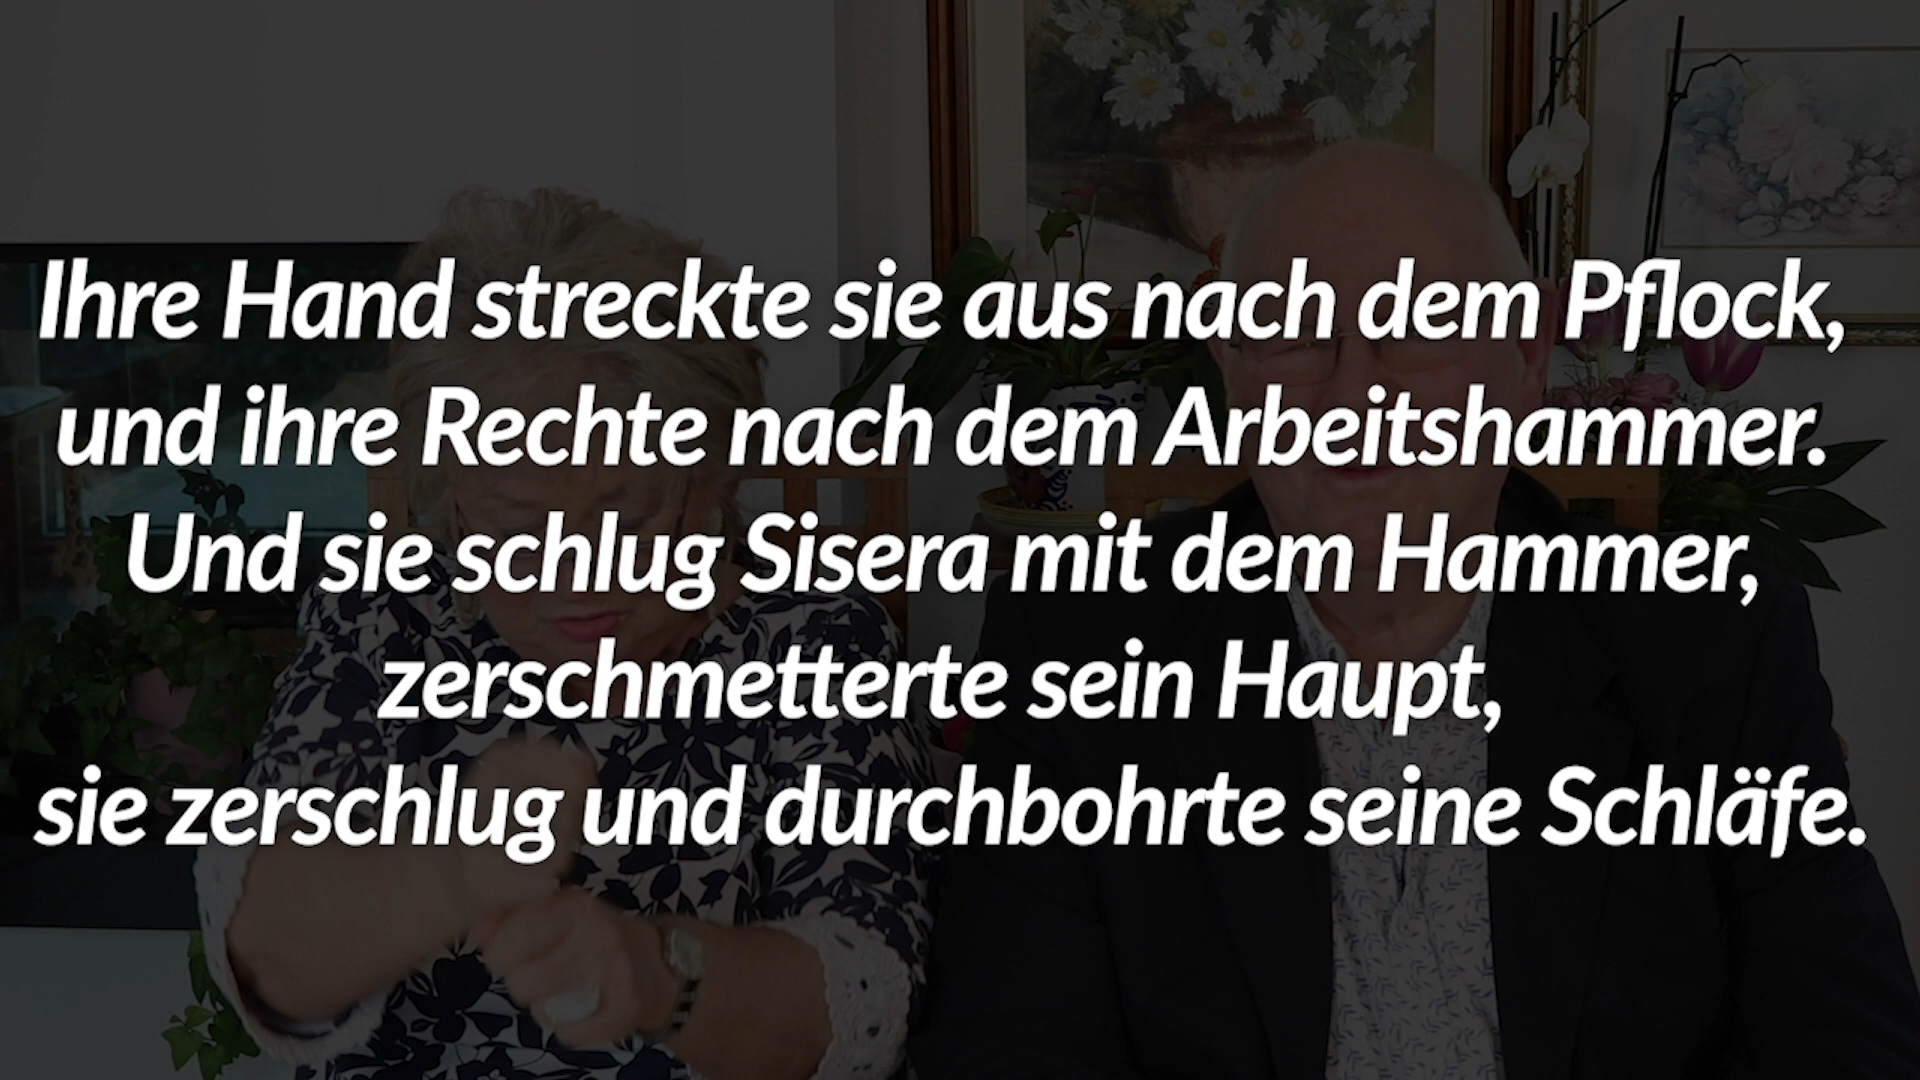 Ihre Hand streckte sie aus nach dem Pflock,
und ihre Rechte nach dem Arbeitshammer.
Und sie schlug Sisera mit dem Hammer,
zerschmetterte sein Haupt,
sie zerschlug und durchbohrte seine Schläfe.